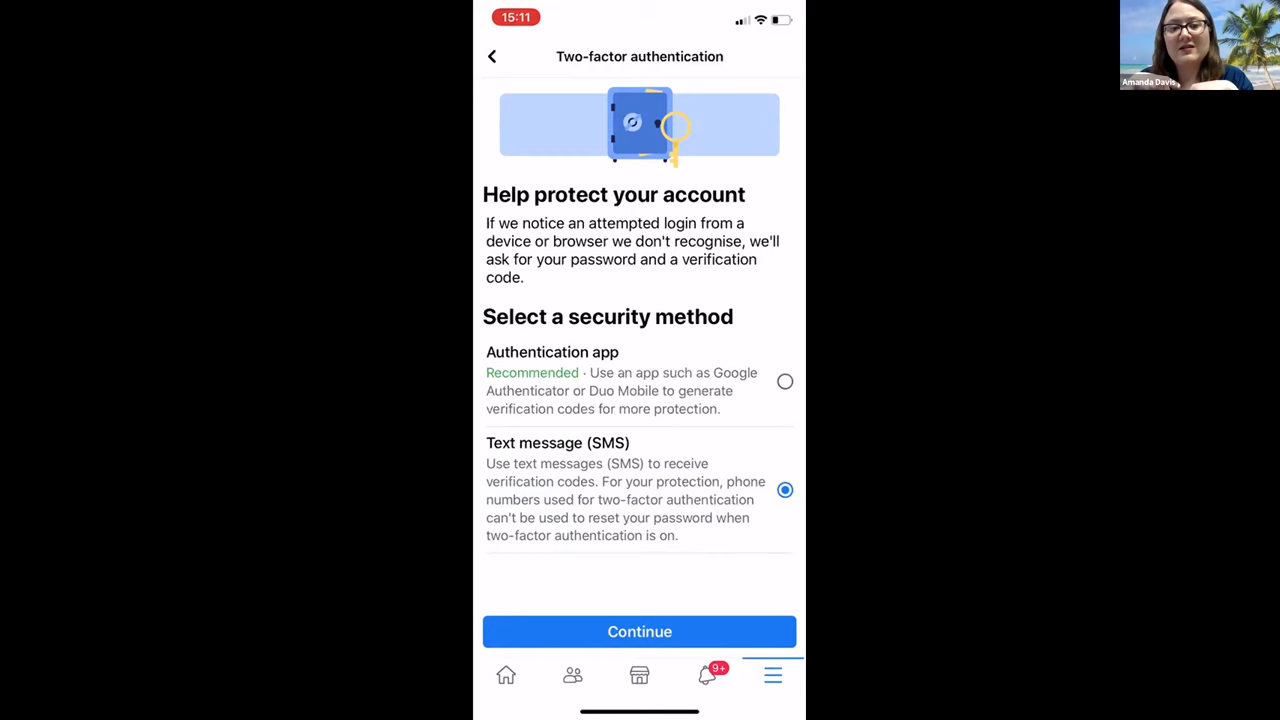 15:11
Two-factor authentication
Help protect your account
If we notice an attempted login from a
device or browser we don't recognise, we'll
ask for your password and a verification
code.
Select a security method
Authentication app
Recommended · Use an app such as Google
Authenticator or Duo Mobile to generate
verification codes for more protection.
Text message (SMS)
Use text messages (SMS) to receive
verification codes. For your protection, phone
numbers used for two-factor authentication
can't be used to reset your password when
two-factor authentication is on.
Continue
9+
Amanda Davis